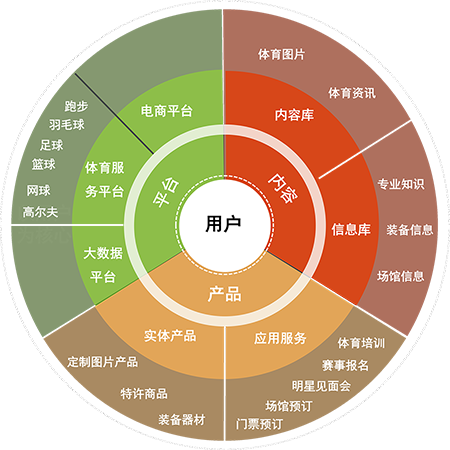 用户
平台
内容
产品
电商平台
体育服
务平台
大数据
平台
跑步
羽毛球
足球
篮球
网球
高尔夫
内容库
信息库
体育图片
体育资讯
专业知识
装备信息
场馆信息
实体产品
应用服务
定制图片产品
特许商品
装备器材
体育培训
赛事报名
明星见面会
场馆预订
门票预订